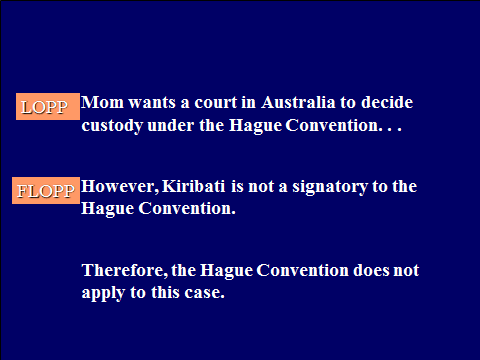 LOPP
Mom wants a court in Australia to decide
custody under the Hague Convention. . .
FLOPP
However, Kiribati is not a signatory to the
Hague Convention.
Therefore, the Hague Convention does not
apply to this case.